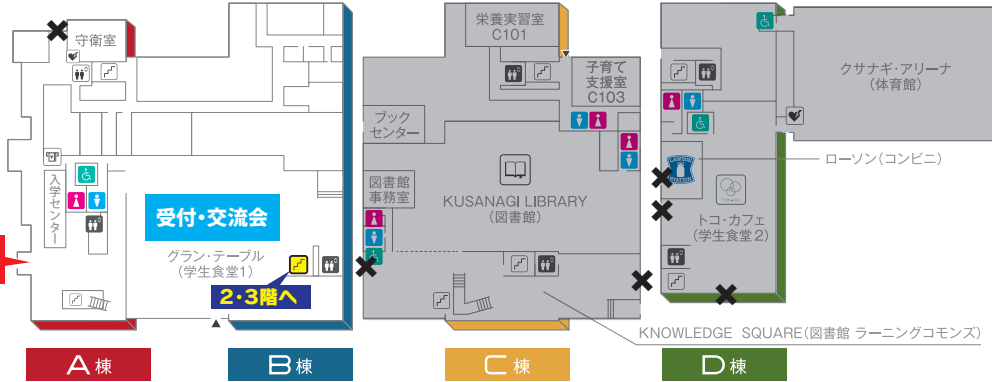 守衛室
入学センター
受付・交流会
グラン・テーブル
(学生食堂1)
2・3階へ
栄養実習室
C101
子育て
支援室
C103
ブック
センター
図書館
事務室
KUSANAGI LIBRARY
(図書館)
クサナギ・アリーナ
(体育館)
LAWSON
STATION
ローソン(コンビニ)
トコ・カフェ
(学生食堂2)
KNOWLEDGE SQUARE(図書館 ラーニングコモンズ)
A棟
B棟
C棟
D棟